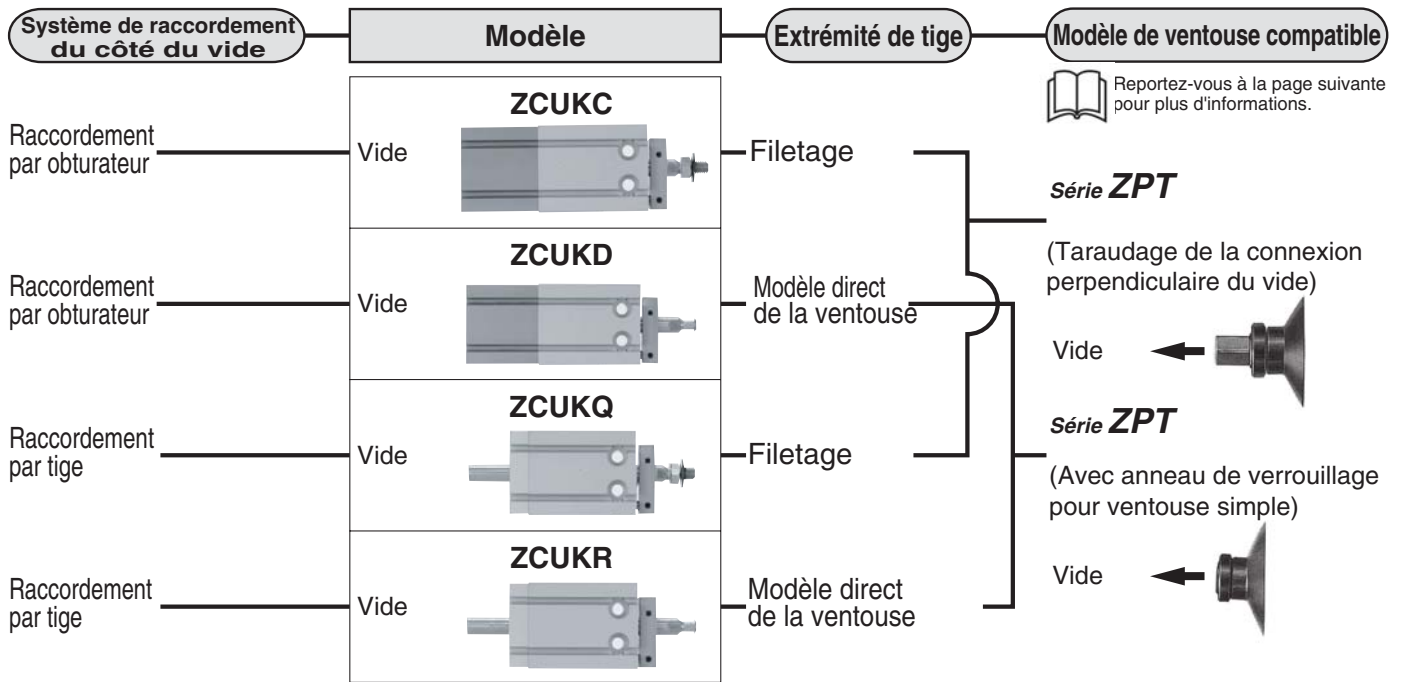 Système de raccordement
du côté du vide
Modèle
Extrémité de tige
Modèle de ventouse compatible
Reportez-vous à la page suivante
pour plus d'informations.
ZCUKC
Raccordement
par obturateur
Vide
Filetage
Série ZPT
(Taraudage de la connexion
perpendiculaire du vide)
Vide
ZCUKD
Raccordement
par obturateur
Vide
Modèle direct
de la ventouse
ZCUKQ
Raccordement
par tige
Vide
Filetage
Série ZPT
(Avec anneau de verrouillage
pour ventouse simple)
Vide
ZCUKR
Raccordement
par tige
Vide
Modèle direct
de la ventouse